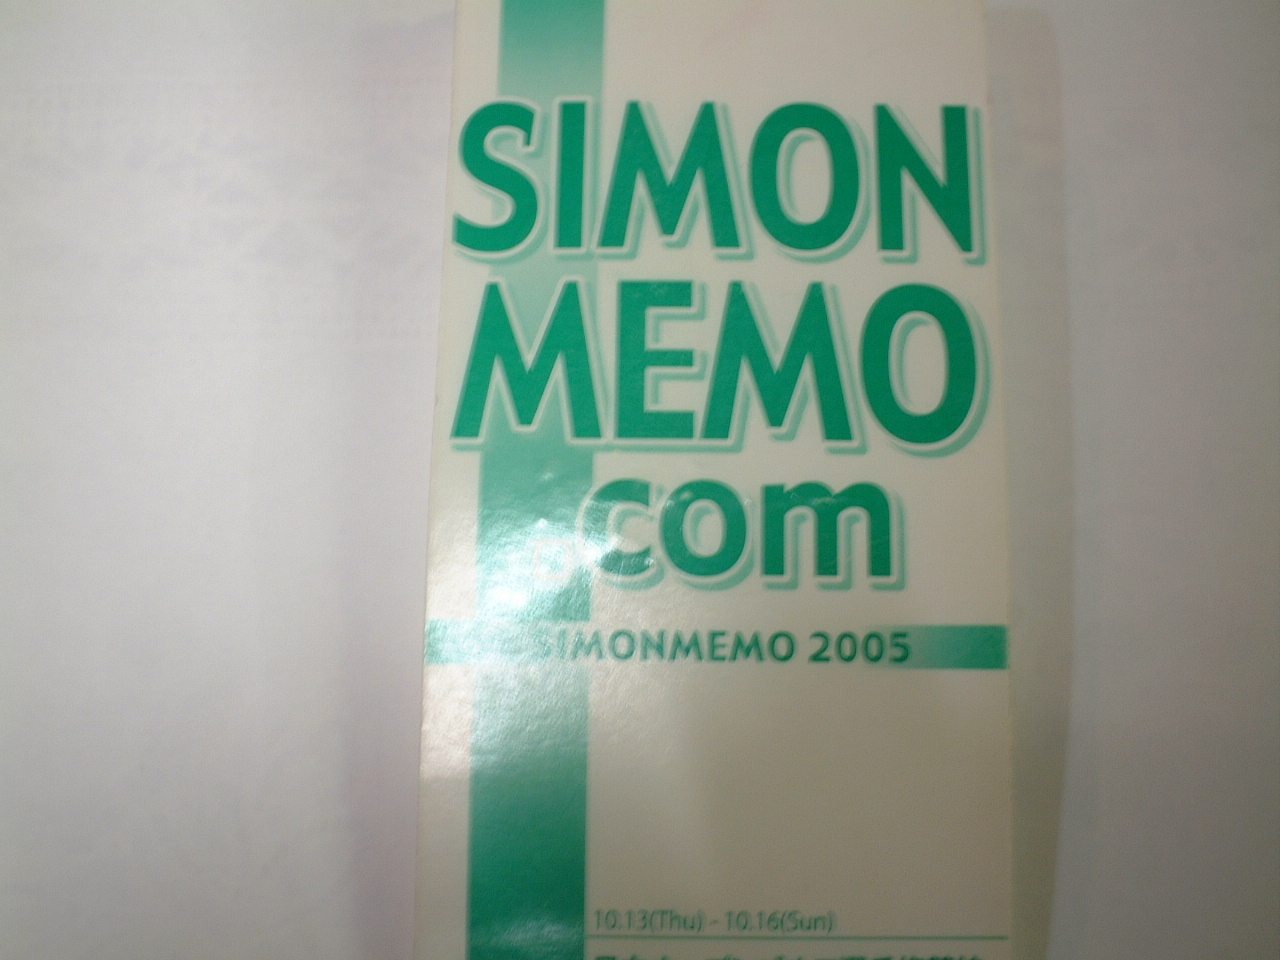 SIMON
MEMO
.com
SIMONMEMO 2005
10.13(Thu) - 10.16(Sun)